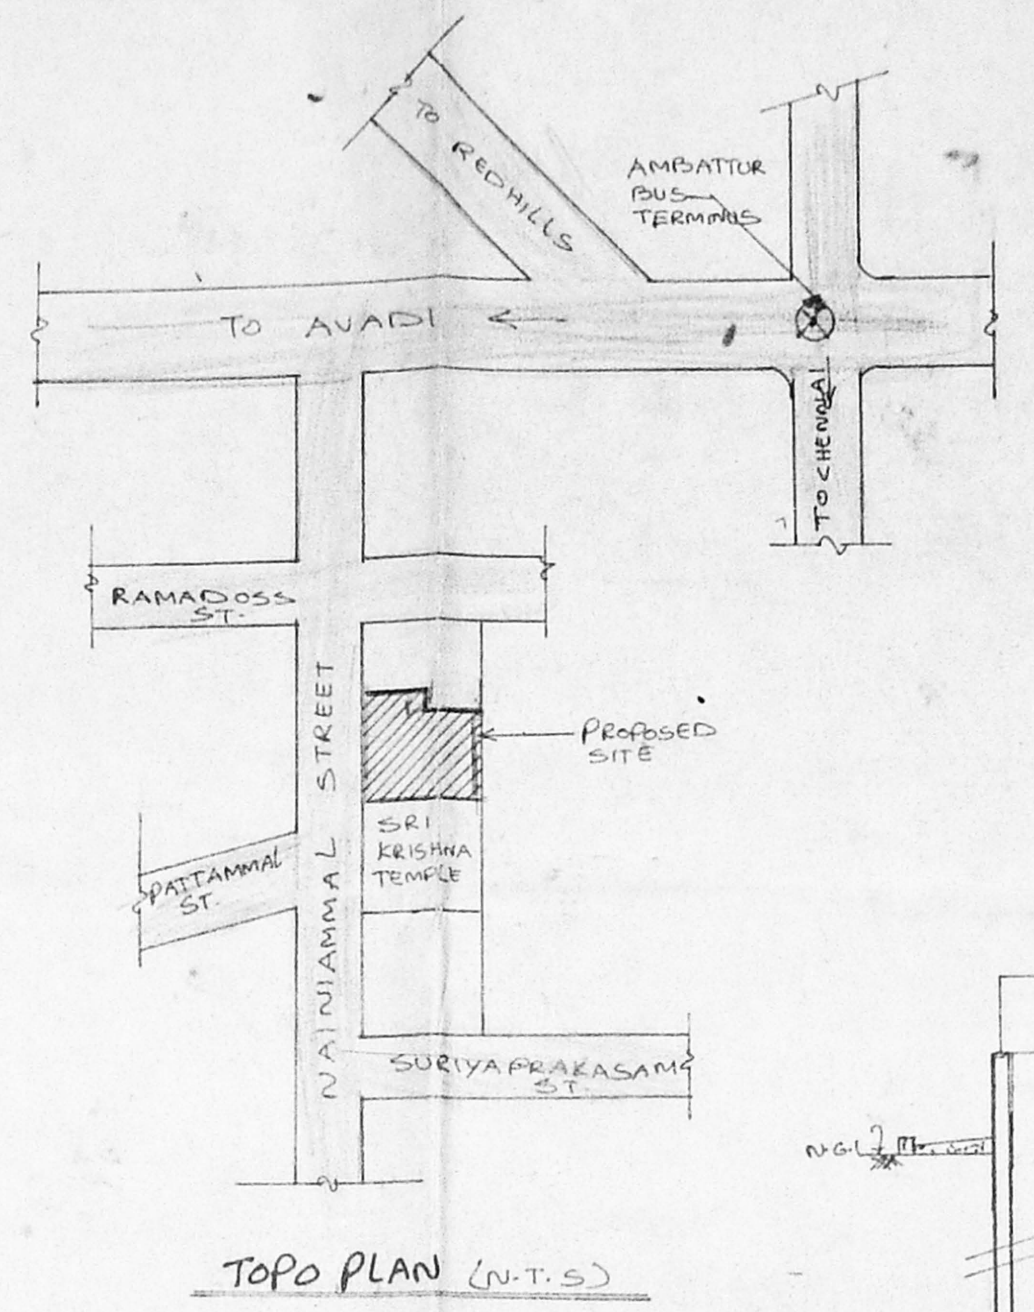 TO REDHILLS
AMBATTUR
BUS
TERMINUS
TO AVADI
TO CHENNAI
RAMADOSS
ST.
NAINIAMMAL STREET
PROPOSED
SITE
SRI
KRISHNA
TEMPLE
PATTAMMAL
ST.
SURIYAPRAKASAM
ST.
N.G.L
TOPO PLAN (N.T.S)